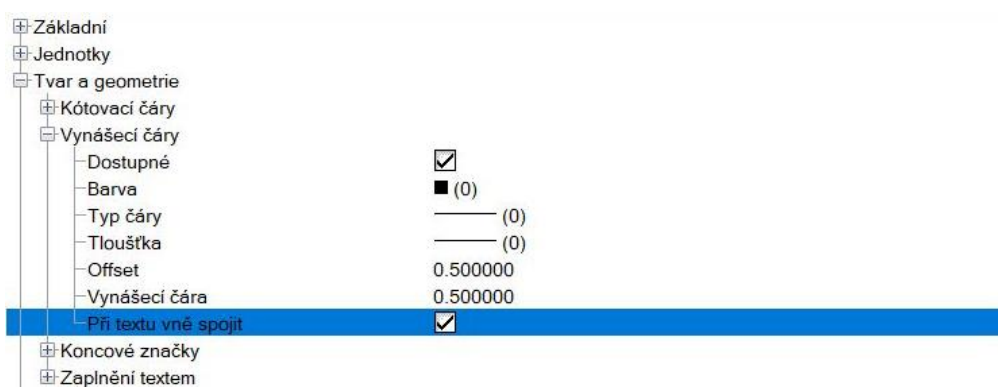 Základní
Jednotky
Tvar a geometrie
Kótovací čáry
Vynášecí čáry
Dostupné
Barva (0)
Typ čáry (0)
Tloušťka (0)
Offset 0.500000
Vynášecí čára 0.500000
Při textu vně spojit
Koncové značky
Zaplnění textem